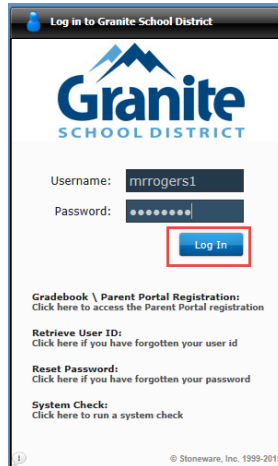 Log in to Granite School District
Granite
SCHOOL DISTRICT
Username: mrrogers1
Password: ●●●●●●●●
Log In
Gradebook \ Parent Portal Registration:
Click here to access the Parent Portal registration
Retrieve User ID:
Click here if you have forgotten your user id
Reset Password:
Click here if you have forgotten your password
System Check:
Click here to run a system check
© Stoneware, Inc. 1999-201